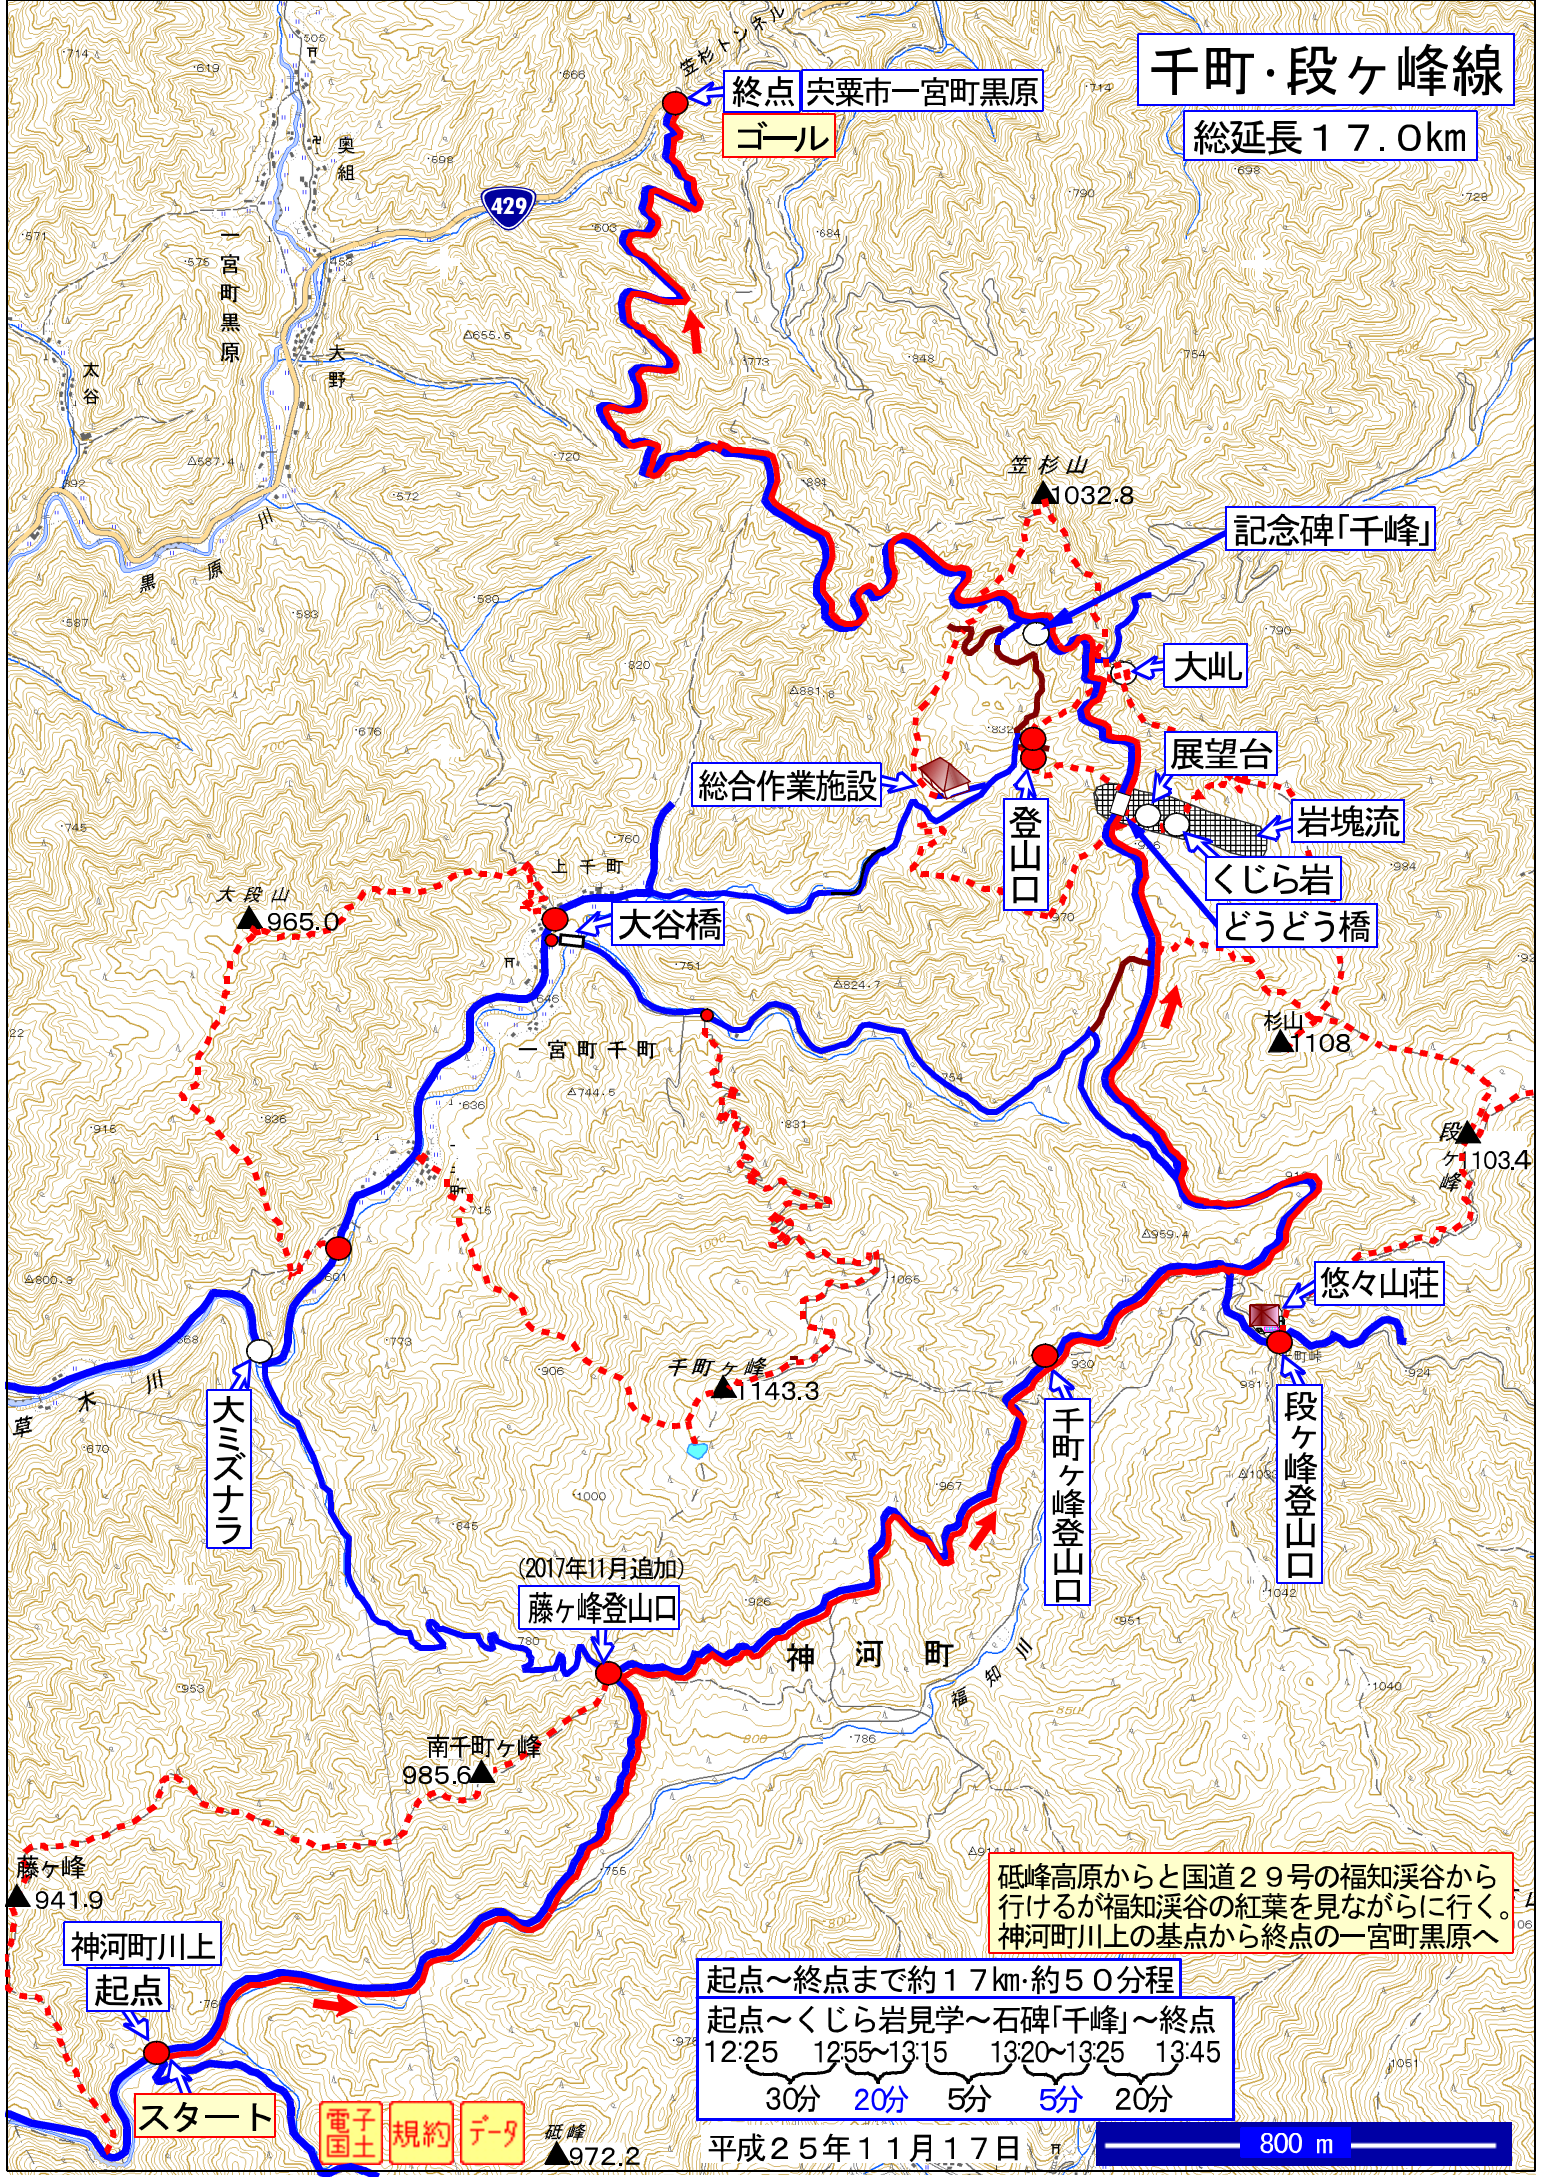 千町・段ヶ峰線
総延長１７.０km
笠杉トンネル
終点
宍粟市一宮町黒原
ゴール
429
奥組
一宮町黒原
大野
太谷
黒原川
笠杉山
1032.8
記念碑｢千峰｣
大乢
展望台
岩塊流
くじら岩
どうどう橋
総合作業施設
登山口
上千町
大段山
965.0
大谷橋
一宮町千町
杉山
1108
段ヶ峰
1103.4
悠々山荘
千町峠
段ヶ峰登山口
千町ヶ峰
1143.3
千町ヶ峰登山口
草木川
大ミズナラ
(2017年11月追加)
藤ヶ峰登山口
神河町
福知川
南千町ヶ峰
985.6
藤ヶ峰
941.9
神河町川上
起点
スタート
砥峰高原からと国道２９号の福知渓谷から
行けるが福知渓谷の紅葉を見ながらに行く。
神河町川上の基点から終点の一宮町黒原へ
起点～終点まで約１７㎞・約５０分程
起点～くじら岩見学～石碑｢千峰｣～終点
12:25 12:55~13:15 13:20~13:25 13:45
30分 20分 5分 5分 20分
電子国土
規約
データ
砥峰
972.2
平成２５年１１月１７日
800 m